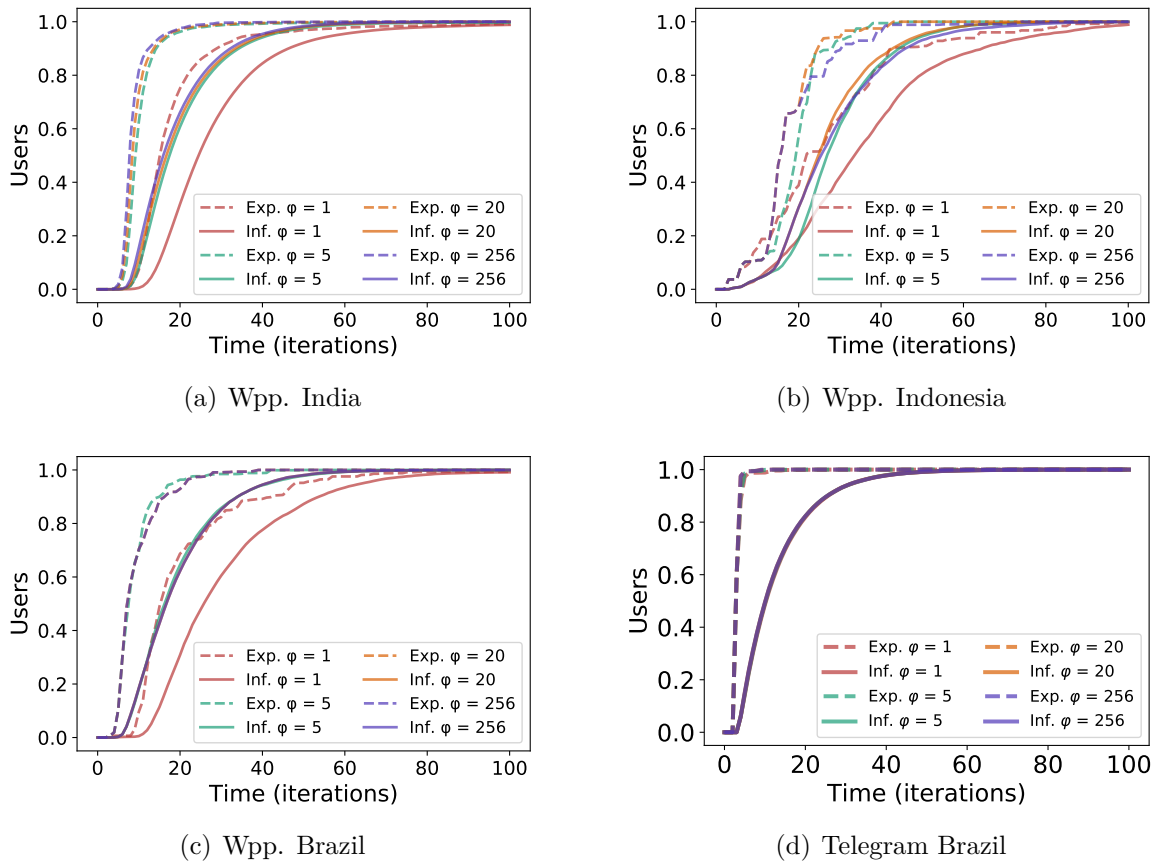 1.0
0.8
0.6
0.4
0.2
0.0
Users
Exp. φ = 1 Exp. φ = 20
Inf. φ = 1 Inf. φ = 20
Exp. φ = 5 Exp. φ = 256
Inf. φ = 5 Inf. φ = 256
0 20 40 60 80 100
Time (iterations)
(a) Wpp. India
1.0
0.8
0.6
0.4
0.2
0.0
Users
Exp. φ = 1 Exp. φ = 20
Inf. φ = 1 Inf. φ = 20
Exp. φ = 5 Exp. φ = 256
Inf. φ = 5 Inf. φ = 256
0 20 40 60 80 100
Time (iterations)
(b) Wpp. Indonesia
1.0
0.8
0.6
0.4
0.2
0.0
Users
Exp. φ = 1 Exp. φ = 20
Inf. φ = 1 Inf. φ = 20
Exp. φ = 5 Exp. φ = 256
Inf. φ = 5 Inf. φ = 256
0 20 40 60 80 100
Time (iterations)
(c) Wpp. Brazil
1.0
0.8
0.6
0.4
0.2
0.0
Users
Exp. φ = 1 Exp. φ = 20
Inf. φ = 1 Inf. φ = 20
Exp. φ = 5 Exp. φ = 256
Inf. φ = 5 Inf. φ = 256
0 20 40 60 80 100
Time (iterations)
(d) Telegram Brazil